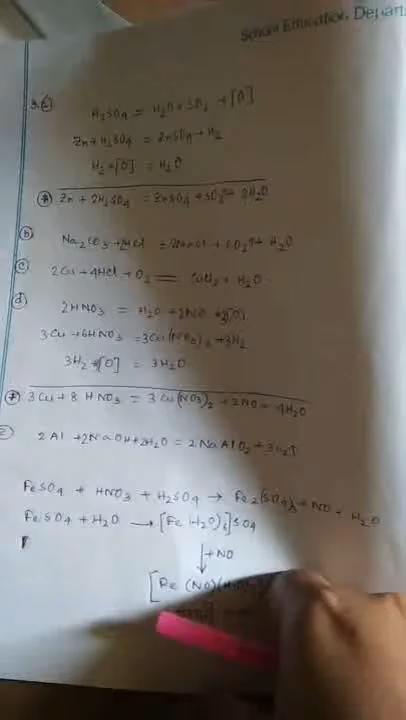 School Education, Depart
H₂SO₄ = H₂O + SO₂ + [O]
Zn + H₂SO₄ = ZnSO₄ + H₂
H₂ + [O] = H₂O
Zn + 2H₂SO₄ = ZnSO₄ + SO₂↑ + 2H₂O
b) Na₂CO₃ + 2HCl = 2NaCl + CO₂↑ + H₂O
c) 2Cu + 4HCl + O₂ = CuCl₂ + H₂O
d) 2HNO₃ = H₂O + 2NO +
3Cu + 6HNO₃ = 3Cu(NO₃)₂ + 3H₂
3H₂ + [O] = 3H₂O
3Cu + 8HNO₃ = 3Cu(NO₃)₂ + 2NO + 4H₂O
2Al + 2NaOH + 2H₂O = 2NaAlO₂ + 3H₂↑
FeSO₄ + HNO₃ + H₂SO₄ → Fe₂(SO₄)₃ + NO + H₂O
FeSO₄ + H₂O → [Fe(H₂O)₆]SO₄
↓ +NO
[Fe(NO)